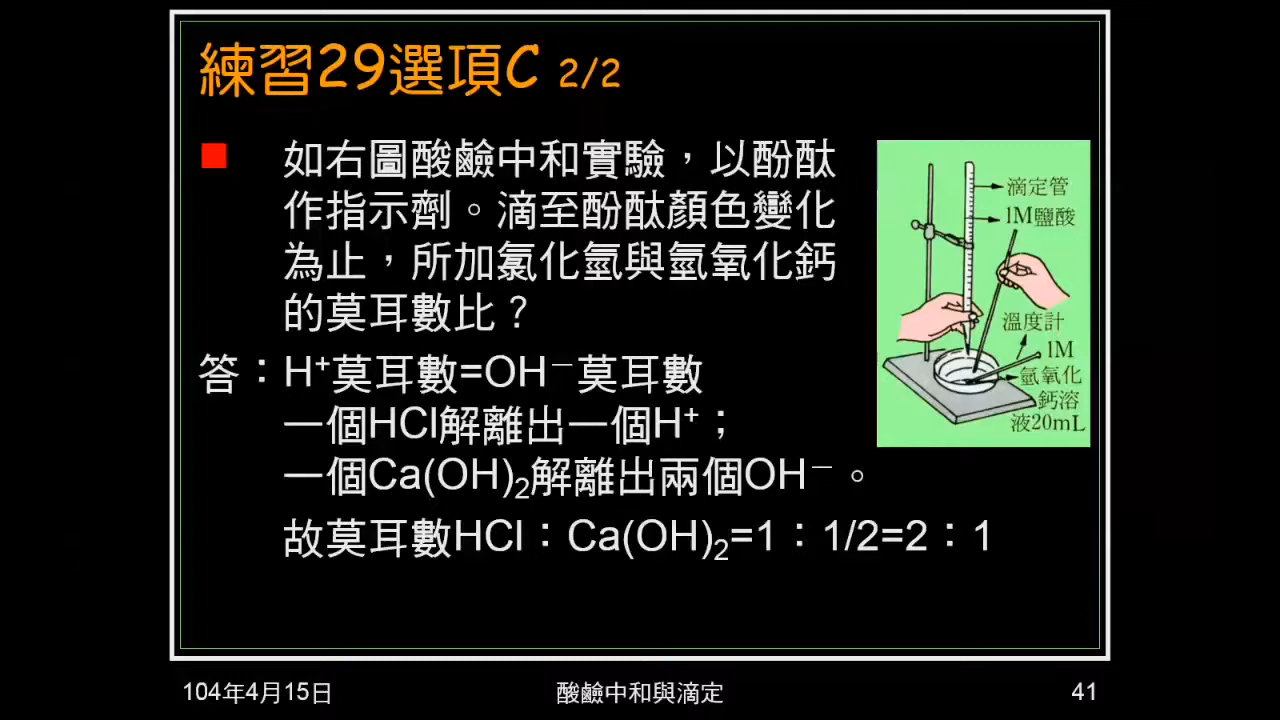 練習29選項C 2/2
如右圖酸鹼中和實驗，以酚酞
作指示劑。滴至酚酞顏色變化
為止，所加氯化氫與氫氧化鈣
的莫耳數比？
答：H⁺莫耳數=OH⁻莫耳數
一個HCl解離出一個H⁺；
一個Ca(OH)₂解離出兩個OH⁻。
故莫耳數HCl：Ca(OH)₂=1：1/2=2：1
滴定管
1M鹽酸
溫度計
1M
氫氧化
鈣溶
液20mL
104年4月15日
酸鹼中和與滴定
41